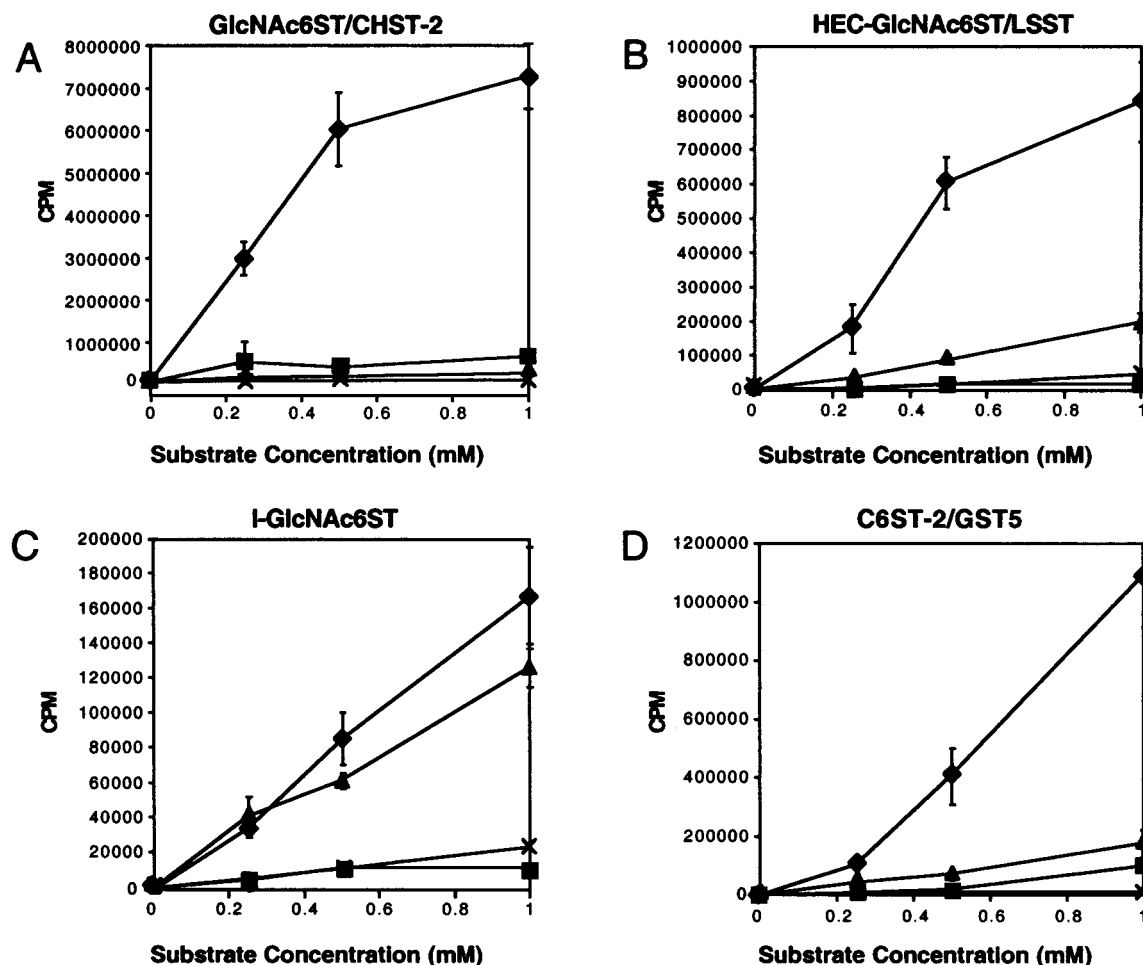 A
GlcNAc6ST/CHST-2
8000000
7000000
6000000
5000000
4000000
3000000
2000000
1000000
0
CPM
0 0.2 0.4 0.6 0.8 1
Substrate Concentration (mM)
B
HEC-GlcNAc6ST/LSST
1000000
900000
800000
700000
600000
500000
400000
300000
200000
100000
0
CPM
0 0.2 0.4 0.6 0.8 1
Substrate Concentration (mM)
C
I-GlcNAc6ST
200000
180000
160000
140000
120000
100000
80000
60000
40000
20000
0
CPM
0 0.2 0.4 0.6 0.8 1
Substrate Concentration (mM)
D
C6ST-2/GST5
1200000
1000000
800000
600000
400000
200000
0
CPM
0 0.2 0.4 0.6 0.8 1
Substrate Concentration (mM)